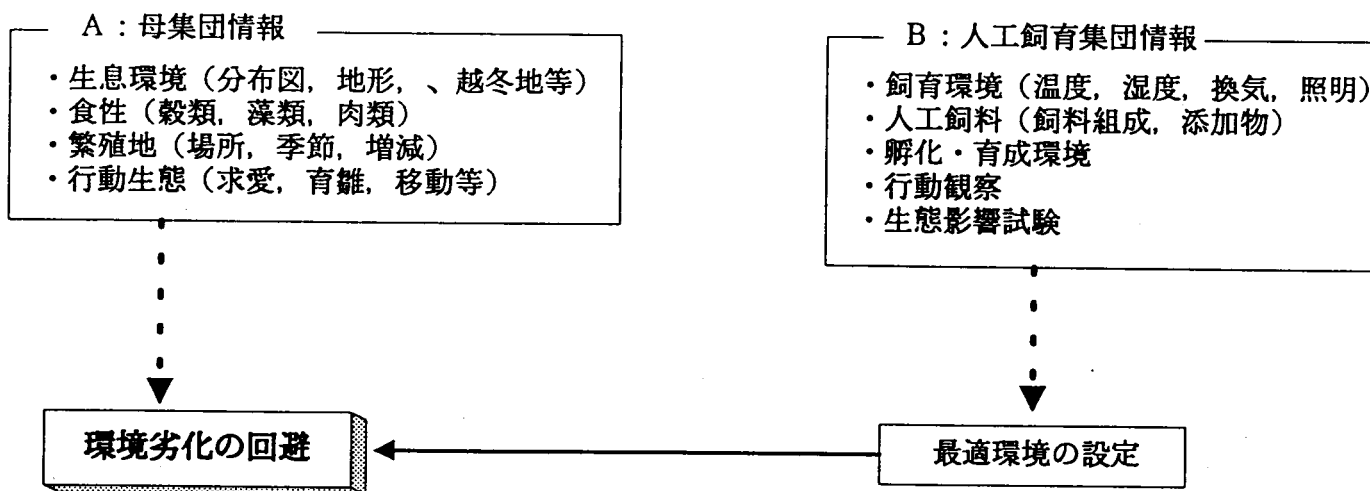 A:母集団情報
・生息環境(分布図,地形,、越冬地等)
・食性(穀類,藻類,肉類)
・繁殖地(場所,季節,増減)
・行動生態(求愛,育雛,移動等)
B:人工飼育集団情報
・飼育環境(温度,湿度,換気,照明)
・人工飼料(飼料組成,添加物)
・孵化・育成環境
・行動観察
・生態影響試験
環境劣化の回避
最適環境の設定